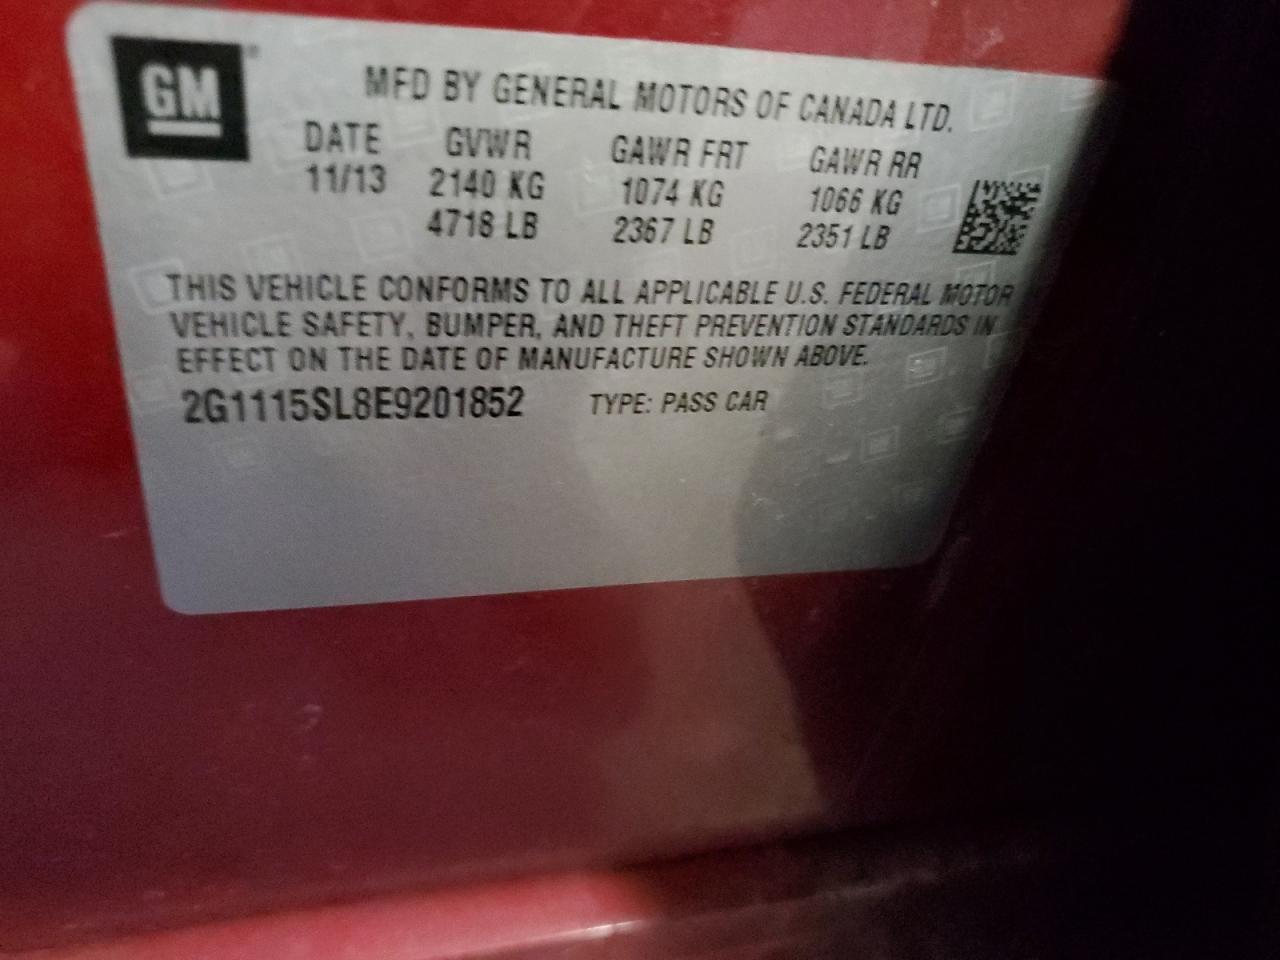 GM
MFD BY GENERAL MOTORS OF CANADA LTD.
DATE GVWR GAWR FRT GAWR RR
11/13 2140 KG 1074 KG 1066 KG
4718 LB 2367 LB 2351 LB
THIS VEHICLE CONFORMS TO ALL APPLICABLE U.S. FEDERAL MOTOR
VEHICLE SAFETY, BUMPER, AND THEFT PREVENTION STANDARDS IN
EFFECT ON THE DATE OF MANUFACTURE SHOWN ABOVE.
2G1115SL8E9201852 TYPE: PASS CAR